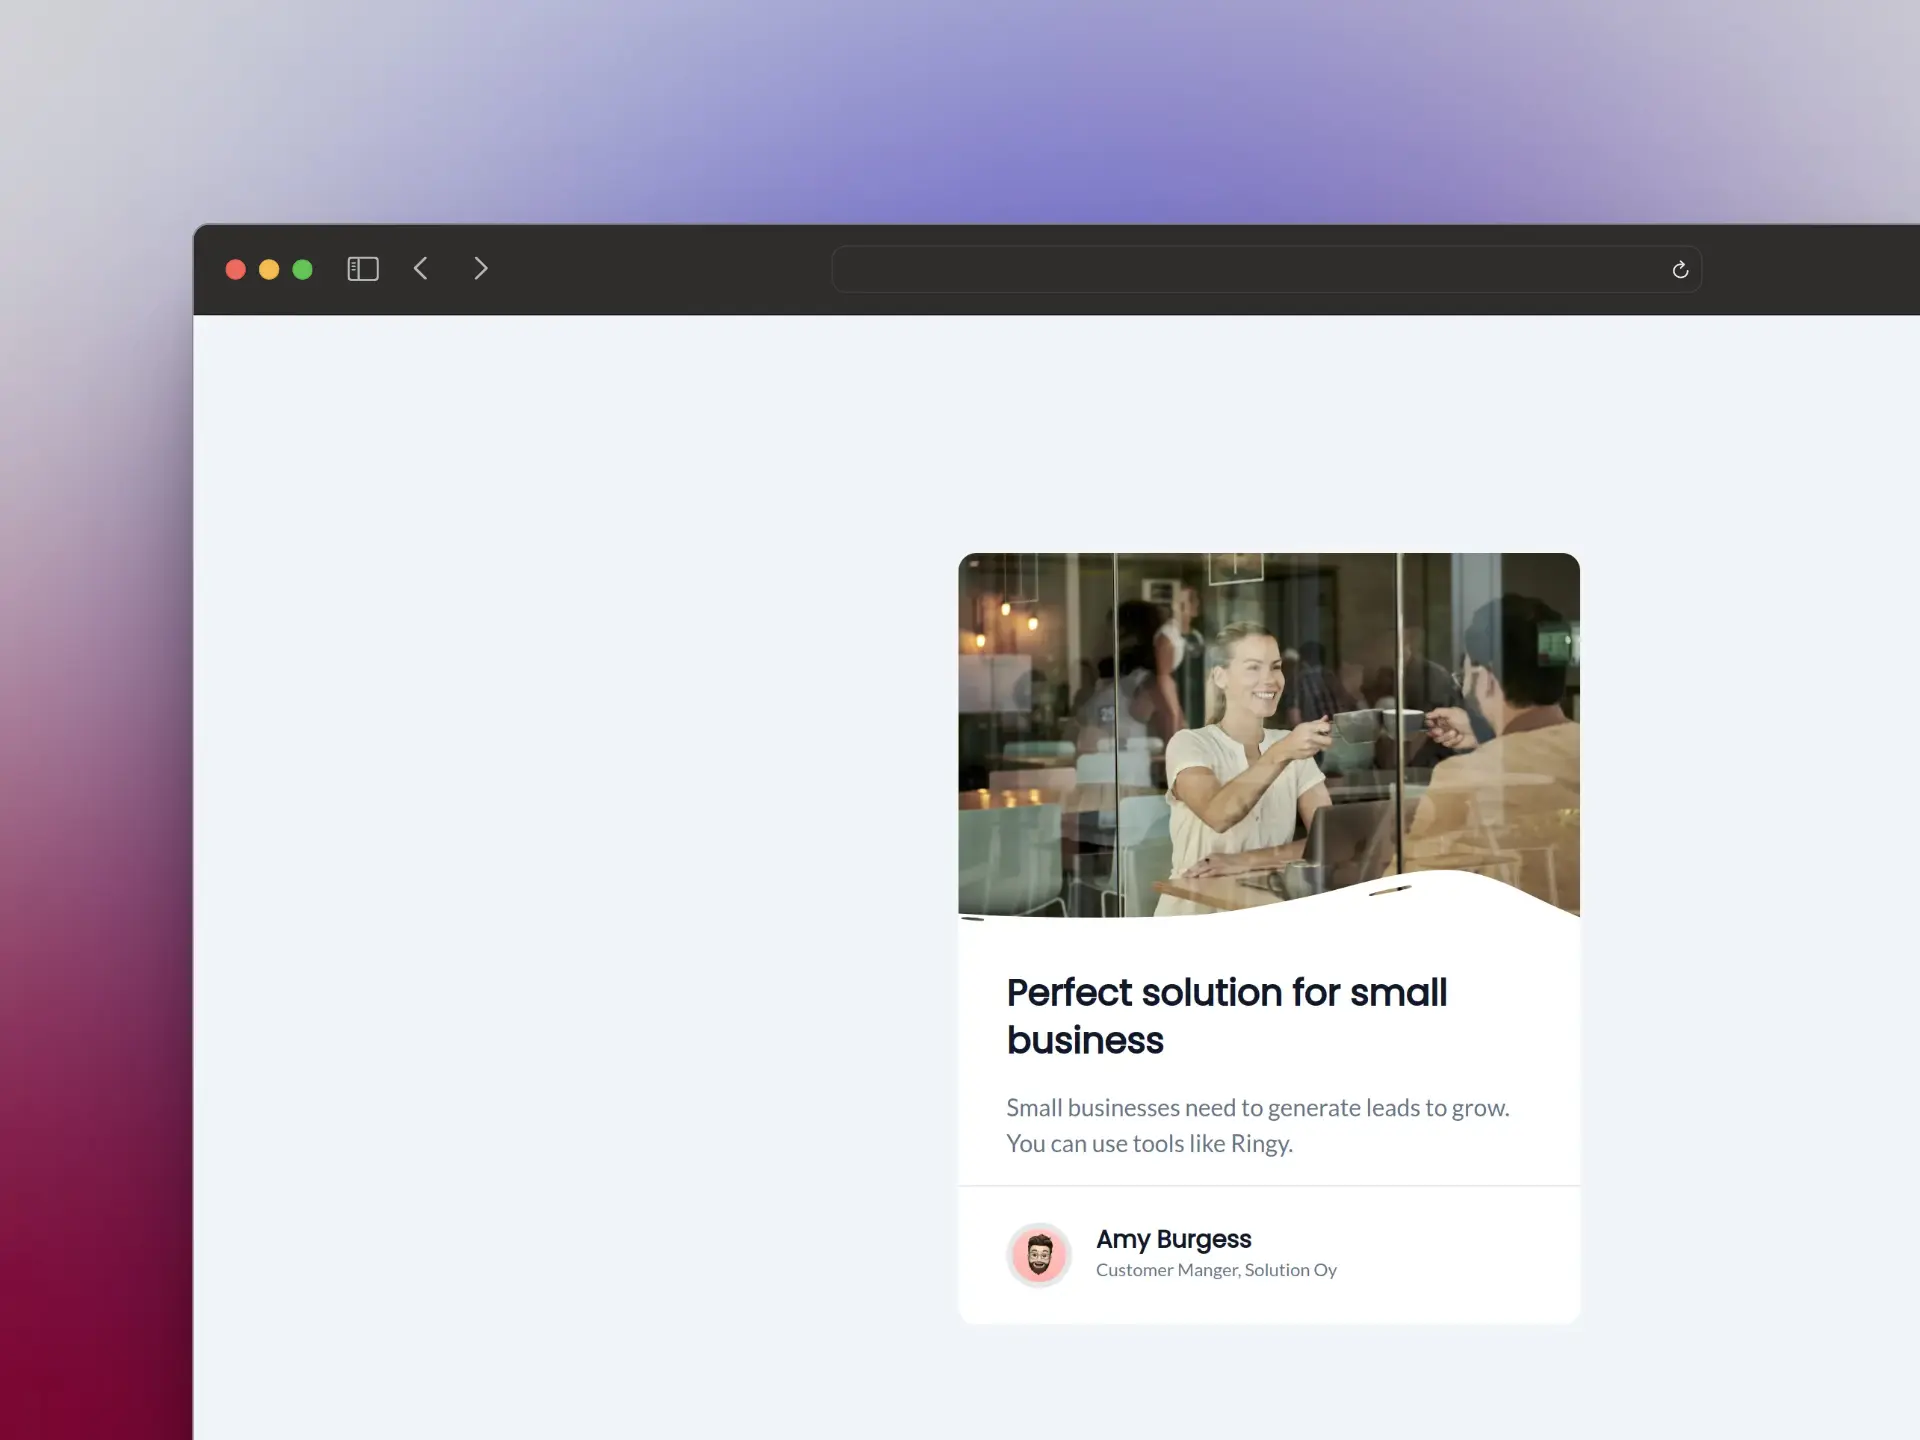 Perfect solution for small
business
Small businesses need to generate leads to grow.
You can use tools like Ringy.
Amy Burgess
Customer Manger, Solution Oy